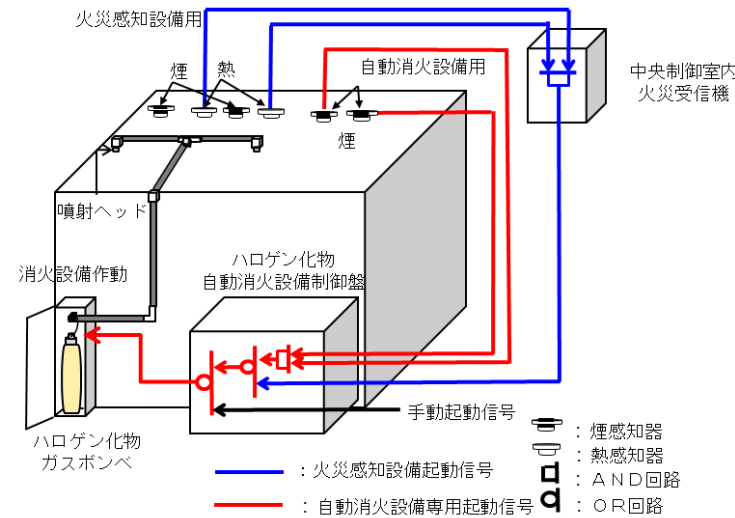 火災感知設備用
煙
熱
自動消火設備用
中央制御室内
火災受信機
煙
噴射ヘッド
消火設備作動
ハロゲン化物
自動消火設備制御盤
手動起動信号
ハロゲン化物
ガスボンベ
：火災感知設備起動信号
：自動消火設備専用起動信号
：煙感知器
：熱感知器
：ＡＮＤ回路
：ＯＲ回路